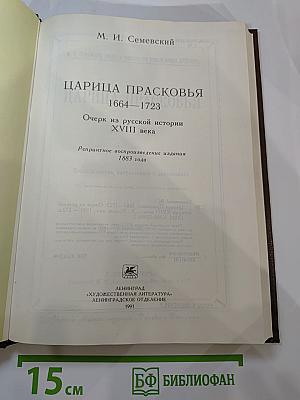 М. И. Семевский
ЦАРИЦА ПРАСКОВЬЯ
1664—1723
Очерк из русской истории
XVIII века
Репринтное воспроизведение издания
1883 года
ЛЕНИНГРАД
«ХУДОЖЕСТВЕННАЯ ЛИТЕРАТУРА»
ЛЕНИНГРАДСКОЕ ОТДЕЛЕНИЕ
1991
15 см
БФ БИБЛИОФАН